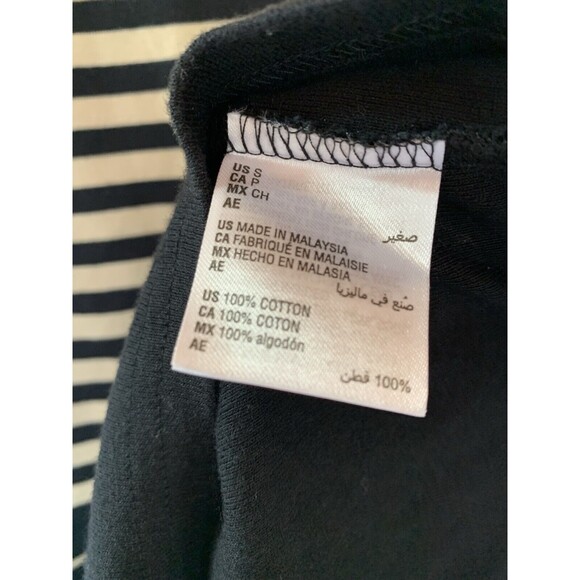 US S
CA P
MX CH
AE صغير
US MADE IN MALAYSIA
CA FABRIQUÉ EN MALAISIE
MX HECHO EN MALASIA
AE صُنع في ماليزيا
US 100% COTTON
CA 100% COTON
MX 100% algodón
AE 100% قطن